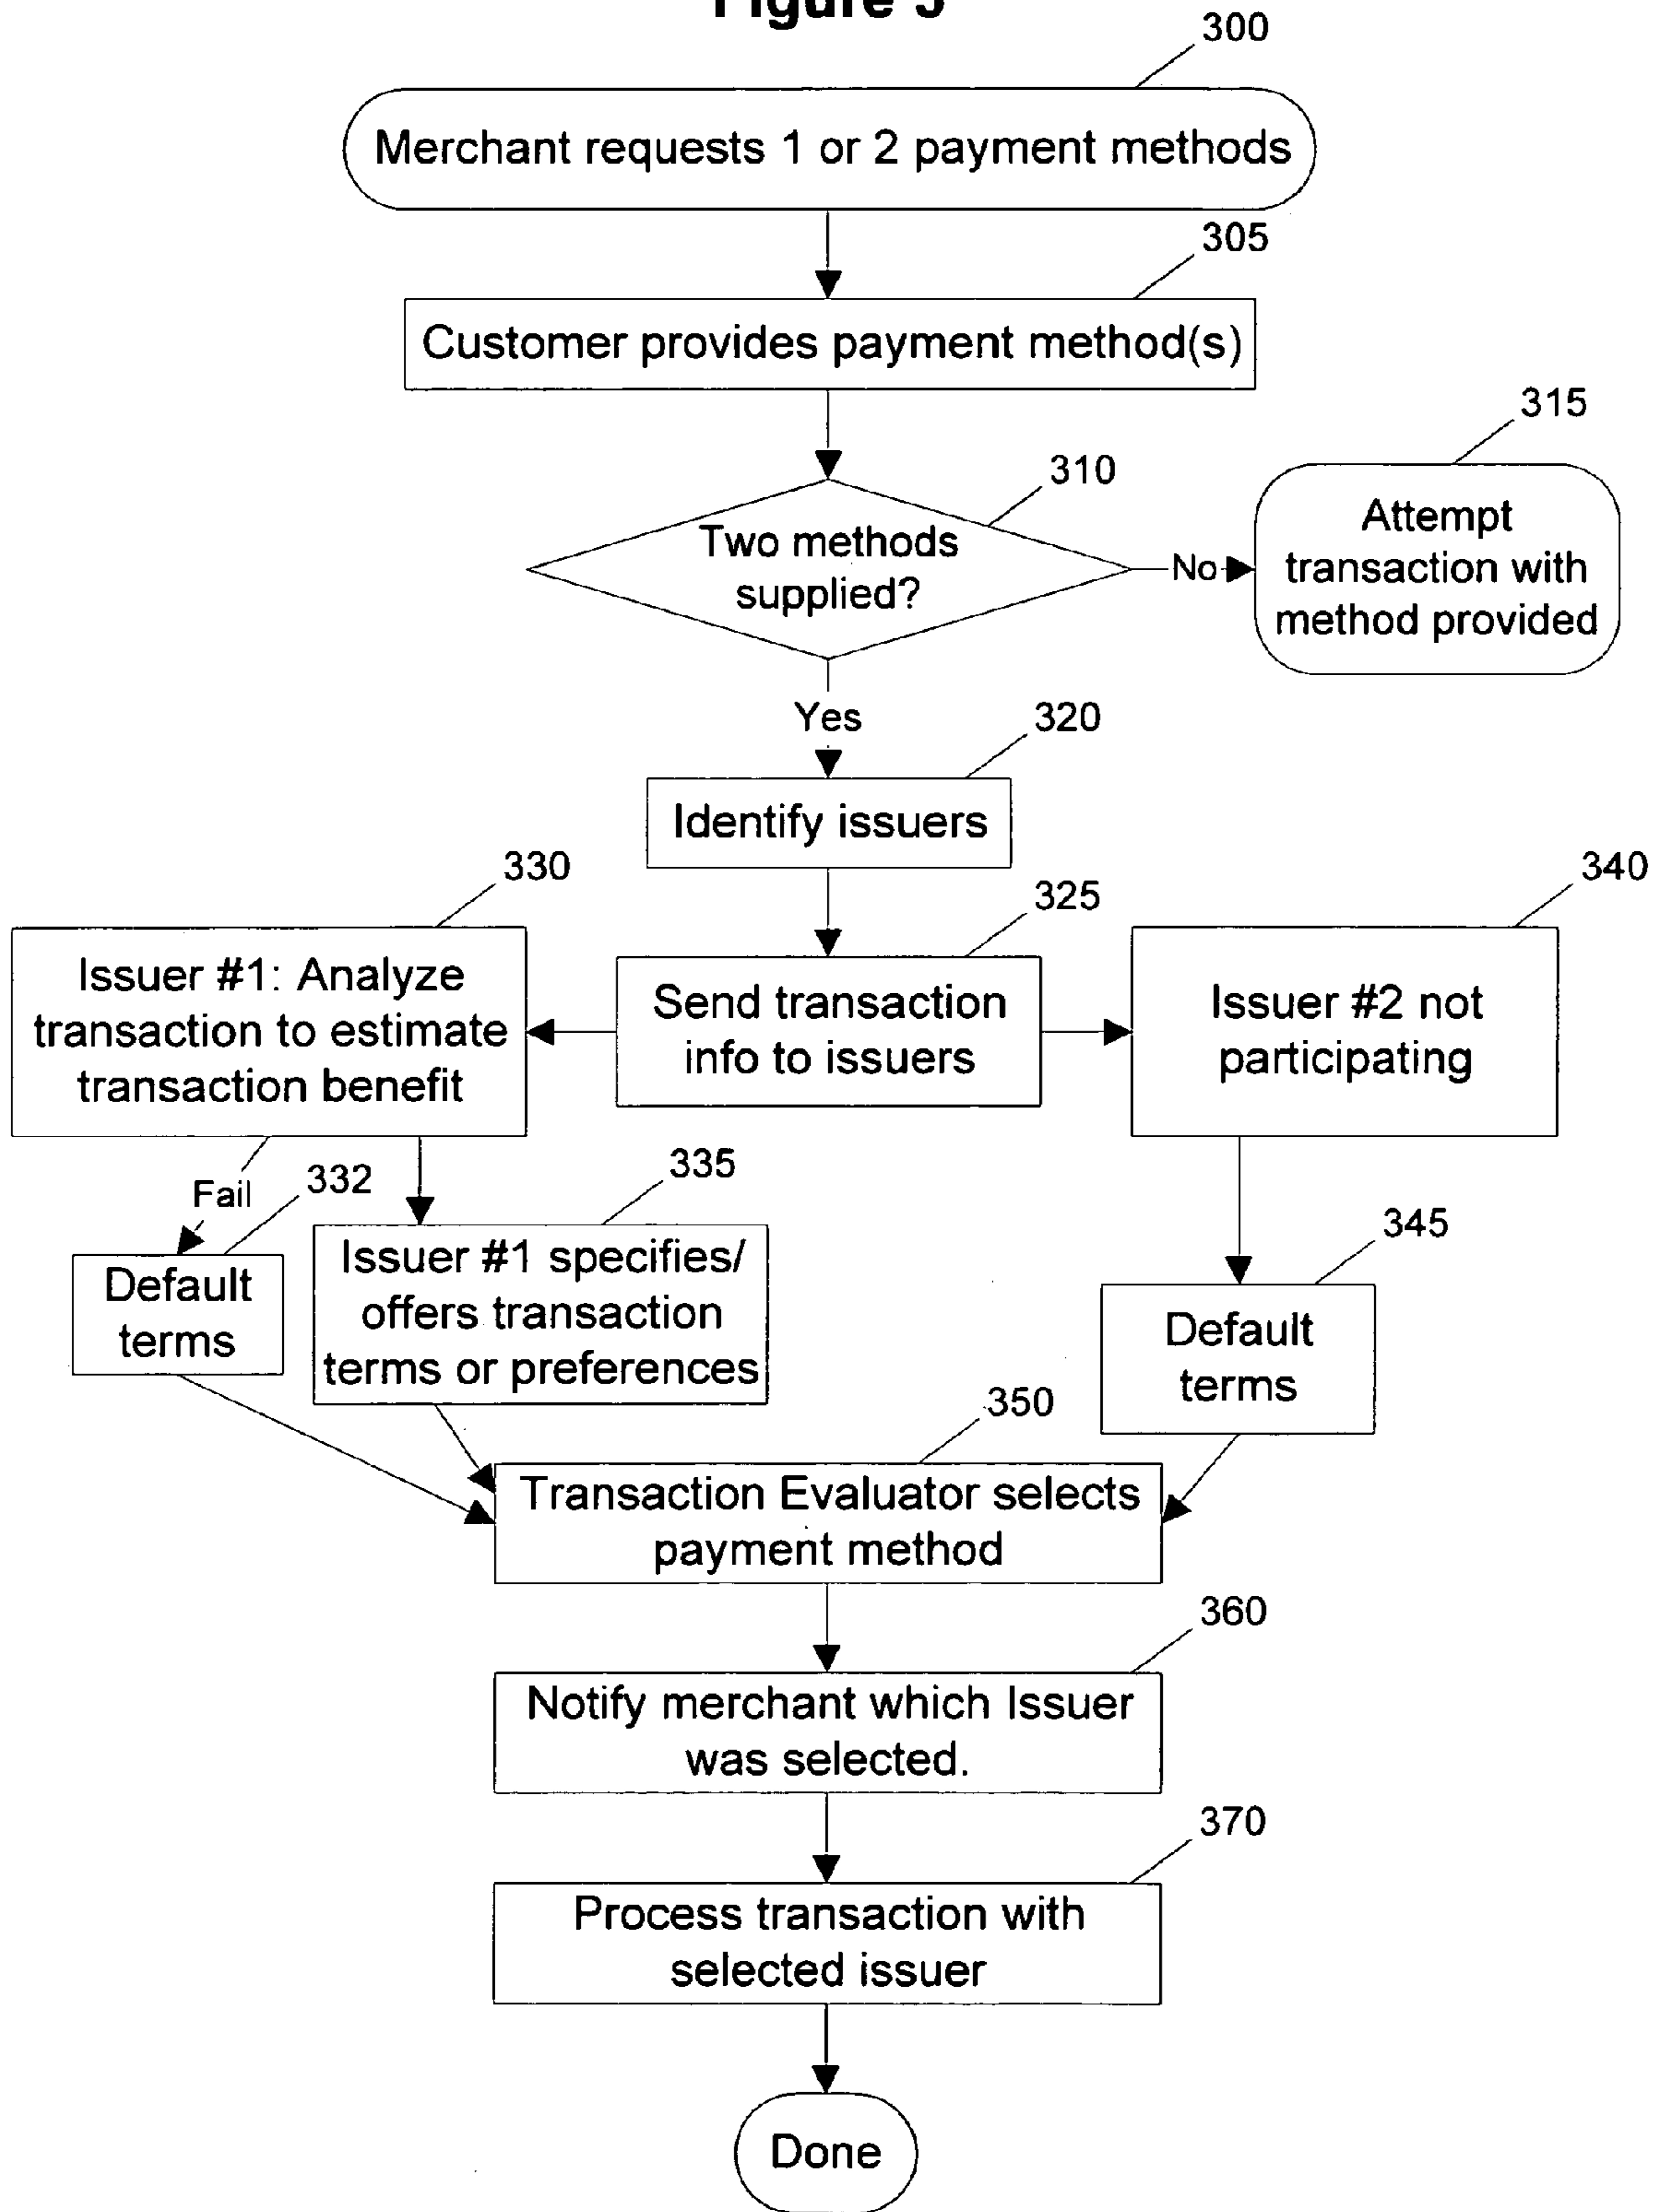 300
Merchant requests 1 or 2 payment methods
305
Customer provides payment method(s)
315
310
Two methods
supplied?
No
Attempt
transaction with
method provided
Yes
320
Identify issuers
330
325
340
Issuer #1: Analyze
transaction to estimate
transaction benefit
Send transaction
info to issuers
Issuer #2 not
participating
Fail
332
335
345
Default
terms
Issuer #1 specifies/
offers transaction
terms or preferences
Default
terms
350
Transaction Evaluator selects
payment method
360
Notify merchant which Issuer
was selected.
370
Process transaction with
selected issuer
Done